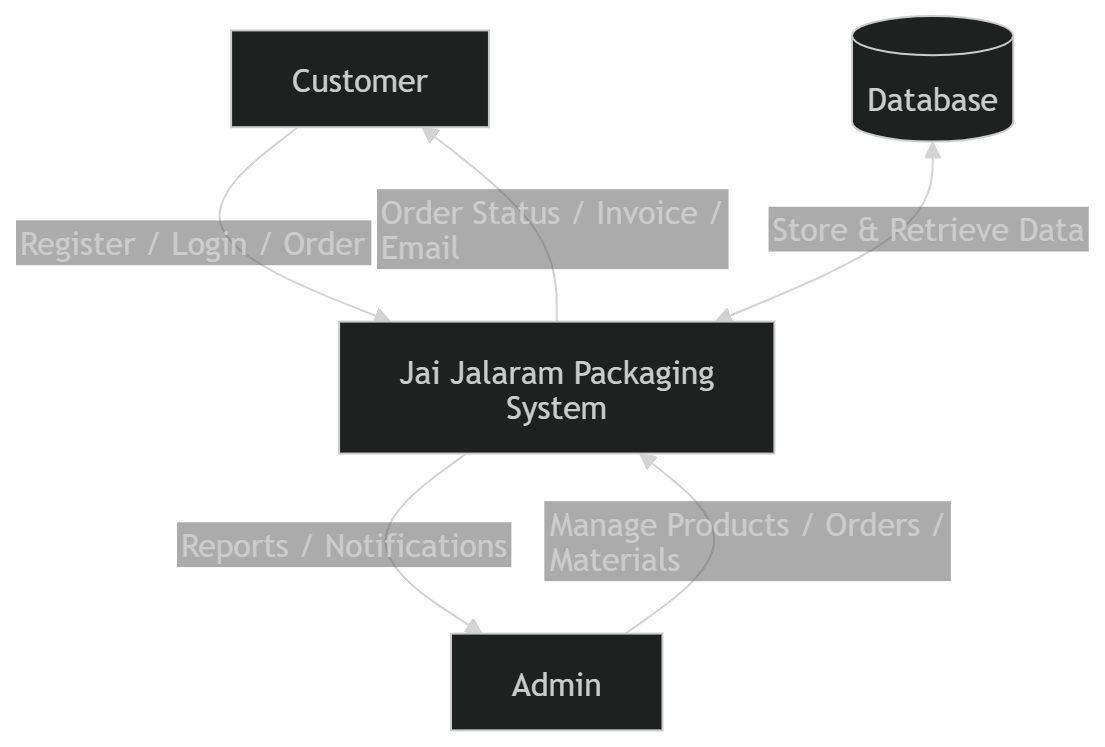 Customer
Database
Register / Login / Order
Order Status / Invoice /
Email
Store & Retrieve Data
Jai Jalaram Packaging
System
Reports / Notifications
Manage Products / Orders /
Materials
Admin